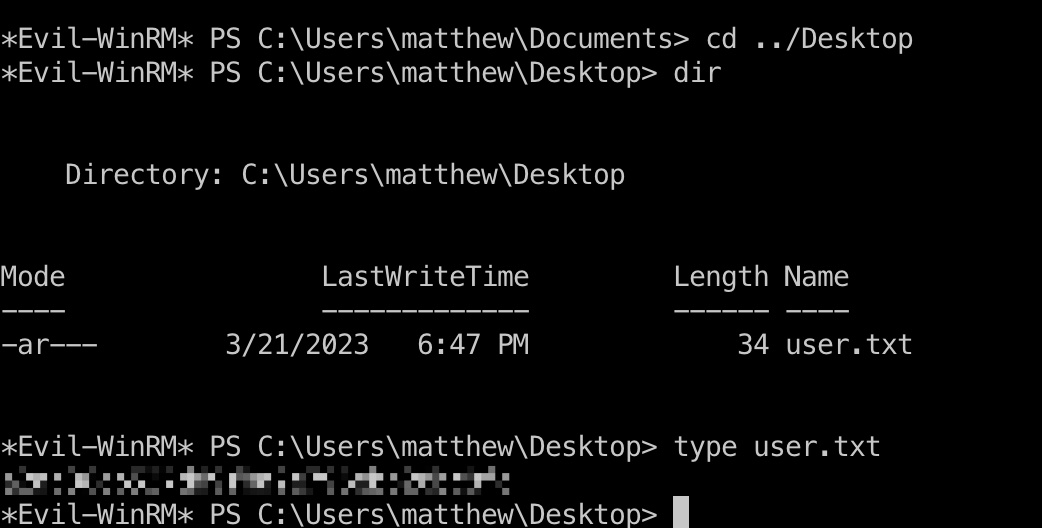 *Evil-WinRM* PS C:\Users\matthew\Documents> cd ../Desktop
*Evil-WinRM* PS C:\Users\matthew\Desktop> dir
Directory: C:\Users\matthew\Desktop
Mode LastWriteTime Length Name
---- ------------- ------ ----
-ar--- 3/21/2023 6:47 PM 34 user.txt
*Evil-WinRM* PS C:\Users\matthew\Desktop> type user.txt
*Evil-WinRM* PS C:\Users\matthew\Desktop>